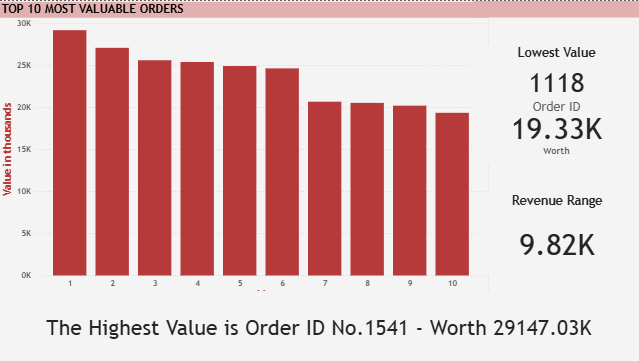 TOP 10 MOST VALUABLE ORDERS
30K
25K
20K
15K
10K
5K
0K
Value in thousands
1 2 3 4 5 6 7 8 9 10
Lowest Value
1118
Order ID
19.33K
Worth
Revenue Range
9.82K
The Highest Value is Order ID No.1541 - Worth 29147.03K